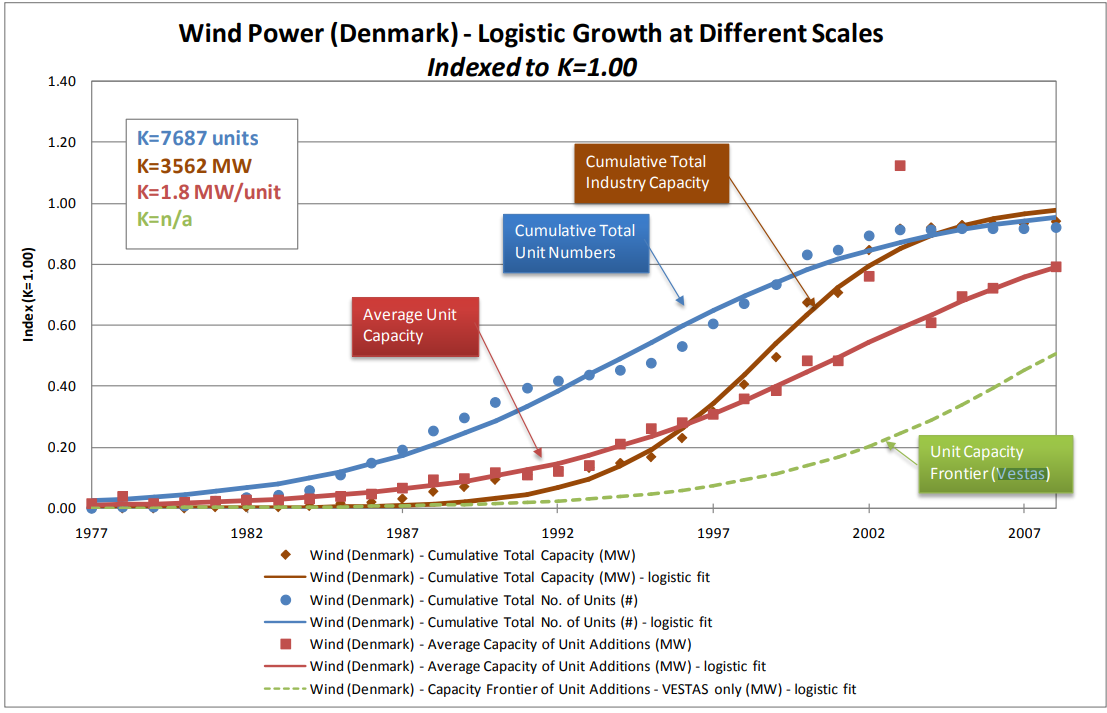 Wind Power (Denmark) - Logistic Growth at Different Scales
Indexed to K=1.00
1.40
1.20
1.00
0.80
0.60
0.40
0.20
0.00
Index (K=1.00)
K=7687 units
K=3562 MW
K=1.8 MW/unit
K=n/a
Cumulative Total
Industry Capacity
Cumulative Total
Unit Numbers
Average Unit
Capacity
Unit Capacity
Frontier (Vestas)
1977
1982
1987
1992
1997
2002
2007
Wind (Denmark) - Cumulative Total Capacity (MW)
Wind (Denmark) - Cumulative Total Capacity (MW) - logistic fit
Wind (Denmark) - Cumulative Total No. of Units (#)
Wind (Denmark) - Cumulative Total No. of Units (#) - logistic fit
Wind (Denmark) - Average Capacity of Unit Additions (MW)
Wind (Denmark) - Average Capacity of Unit Additions (MW) - logistic fit
Wind (Denmark) - Capacity Frontier of Unit Additions - VESTAS only (MW) - logistic fit